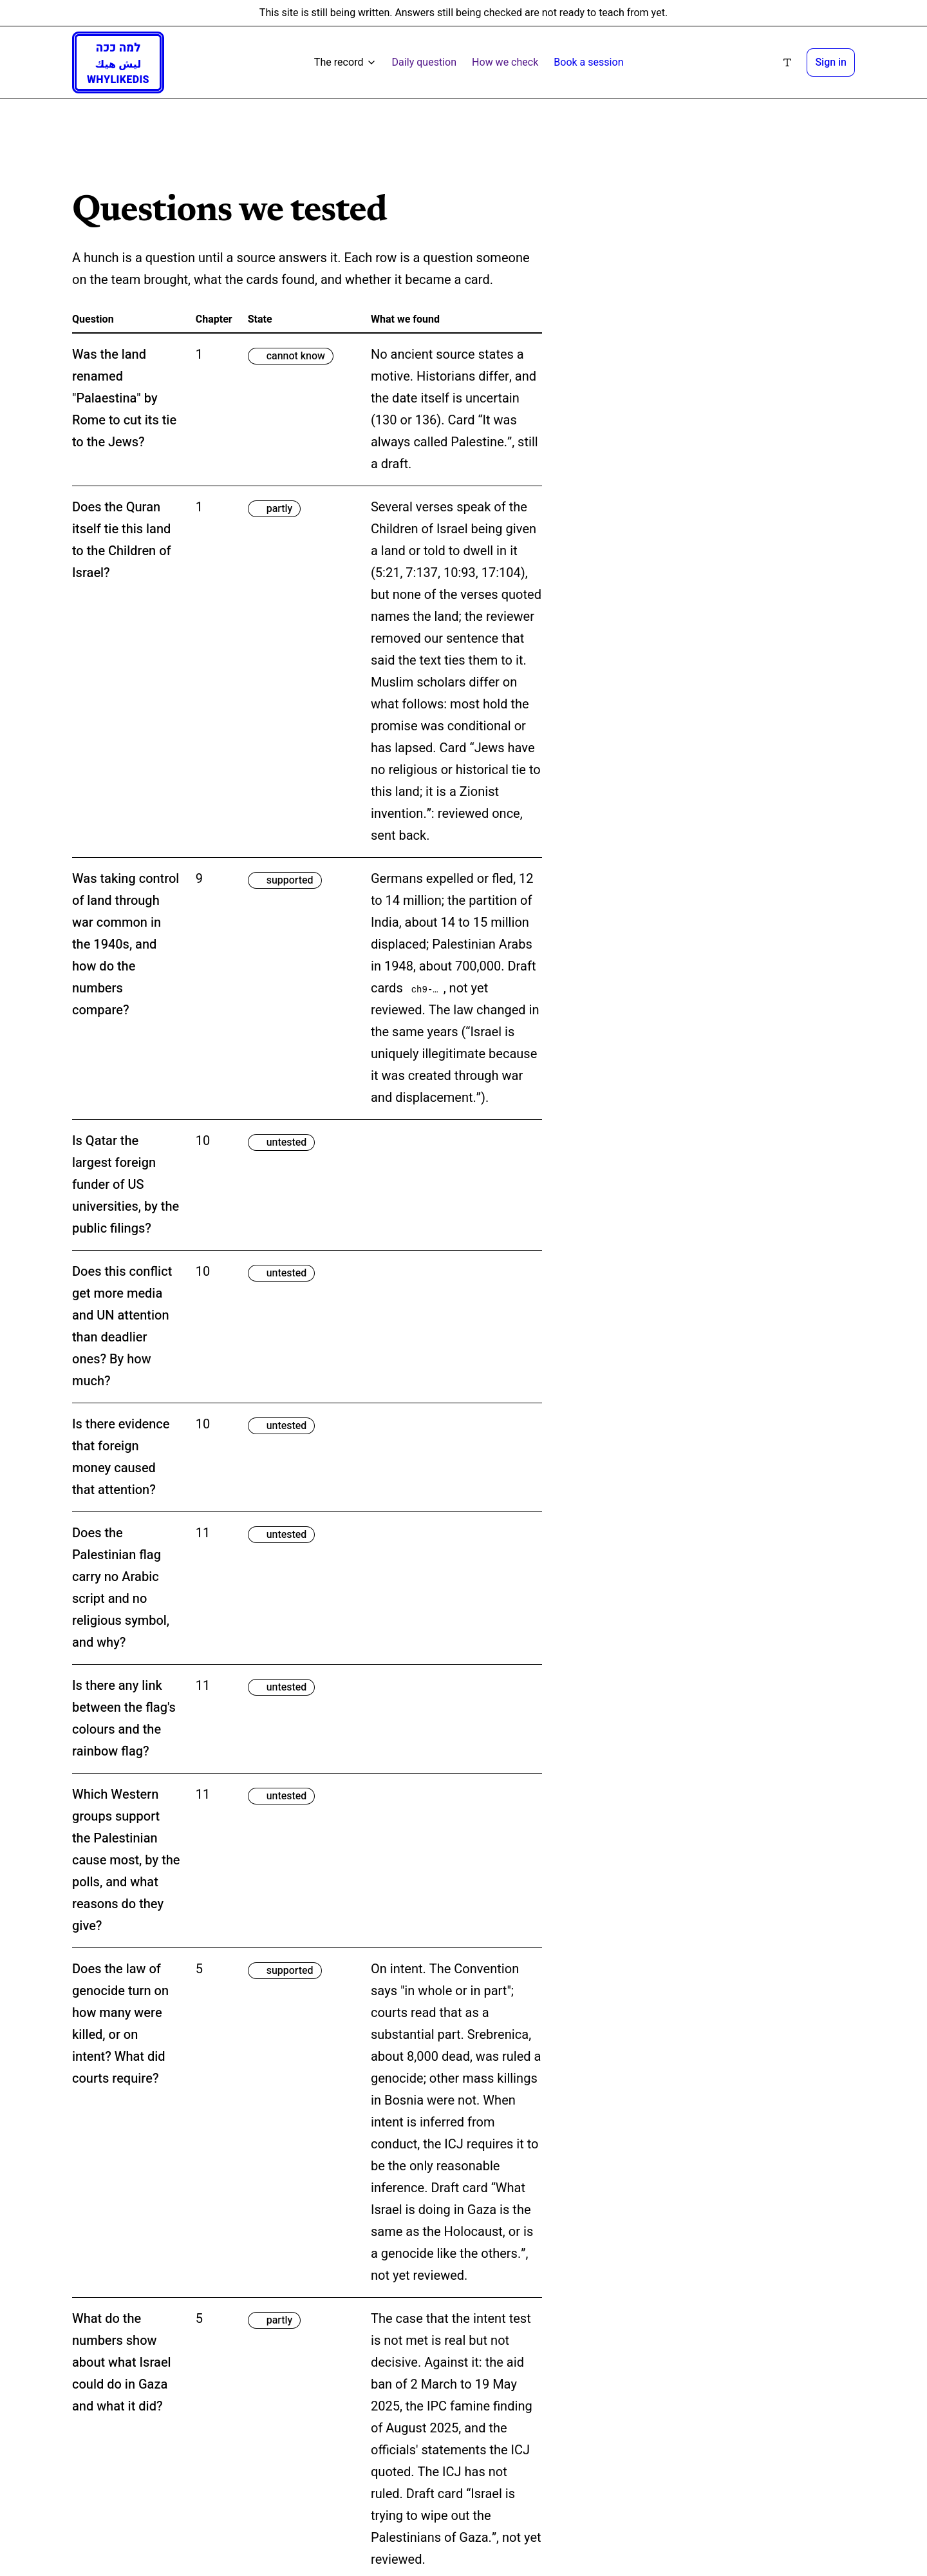 This site is still being written. Answers still being checked are not ready to teach from yet.
למה ככה
ليش هيك
WHYLIKEDIS
The record
Daily question
How we check
Book a session
Sign in
Questions we tested
A hunch is a question until a source answers it. Each row is a question someone
on the team brought, what the cards found, and whether it became a card.
Question Chapter State What we found
Was the land
renamed
"Palaestina" by
Rome to cut its tie
to the Jews?
1
cannot know
No ancient source states a
motive. Historians differ, and
the date itself is uncertain
(130 or 136). Card “It was
always called Palestine.”, still
a draft.
Does the Quran
itself tie this land
to the Children of
Israel?
1
partly
Several verses speak of the
Children of Israel being given
a land or told to dwell in it
(5:21, 7:137, 10:93, 17:104),
but none of the verses quoted
names the land; the reviewer
removed our sentence that
said the text ties them to it.
Muslim scholars differ on
what follows: most hold the
promise was conditional or
has lapsed. Card “Jews have
no religious or historical tie to
this land; it is a Zionist
invention.”: reviewed once,
sent back.
Was taking control
of land through
war common in
the 1940s, and
how do the
numbers
compare?
9
supported
Germans expelled or fled, 12
to 14 million; the partition of
India, about 14 to 15 million
displaced; Palestinian Arabs
in 1948, about 700,000. Draft
cards ch9-… , not yet
reviewed. The law changed in
the same years (“Israel is
uniquely illegitimate because
it was created through war
and displacement.”).
Is Qatar the
largest foreign
funder of US
universities, by the
public filings?
10
untested
Does this conflict
get more media
and UN attention
than deadlier
ones? By how
much?
10
untested
Is there evidence
that foreign
money caused
that attention?
10
untested
Does the
Palestinian flag
carry no Arabic
script and no
religious symbol,
and why?
11
untested
Is there any link
between the flag's
colours and the
rainbow flag?
11
untested
Which Western
groups support
the Palestinian
cause most, by the
polls, and what
reasons do they
give?
11
untested
Does the law of
genocide turn on
how many were
killed, or on
intent? What did
courts require?
5
supported
On intent. The Convention
says "in whole or in part";
courts read that as a
substantial part. Srebrenica,
about 8,000 dead, was ruled a
genocide; other mass killings
in Bosnia were not. When
intent is inferred from
conduct, the ICJ requires it to
be the only reasonable
inference. Draft card “What
Israel is doing in Gaza is the
same as the Holocaust, or is
a genocide like the others.”,
not yet reviewed.
What do the
numbers show
about what Israel
could do in Gaza
and what it did?
5
partly
The case that the intent test
is not met is real but not
decisive. Against it: the aid
ban of 2 March to 19 May
2025, the IPC famine finding
of August 2025, and the
officials' statements the ICJ
quoted. The ICJ has not
ruled. Draft card “Israel is
trying to wipe out the
Palestinians of Gaza.”, not yet
reviewed.